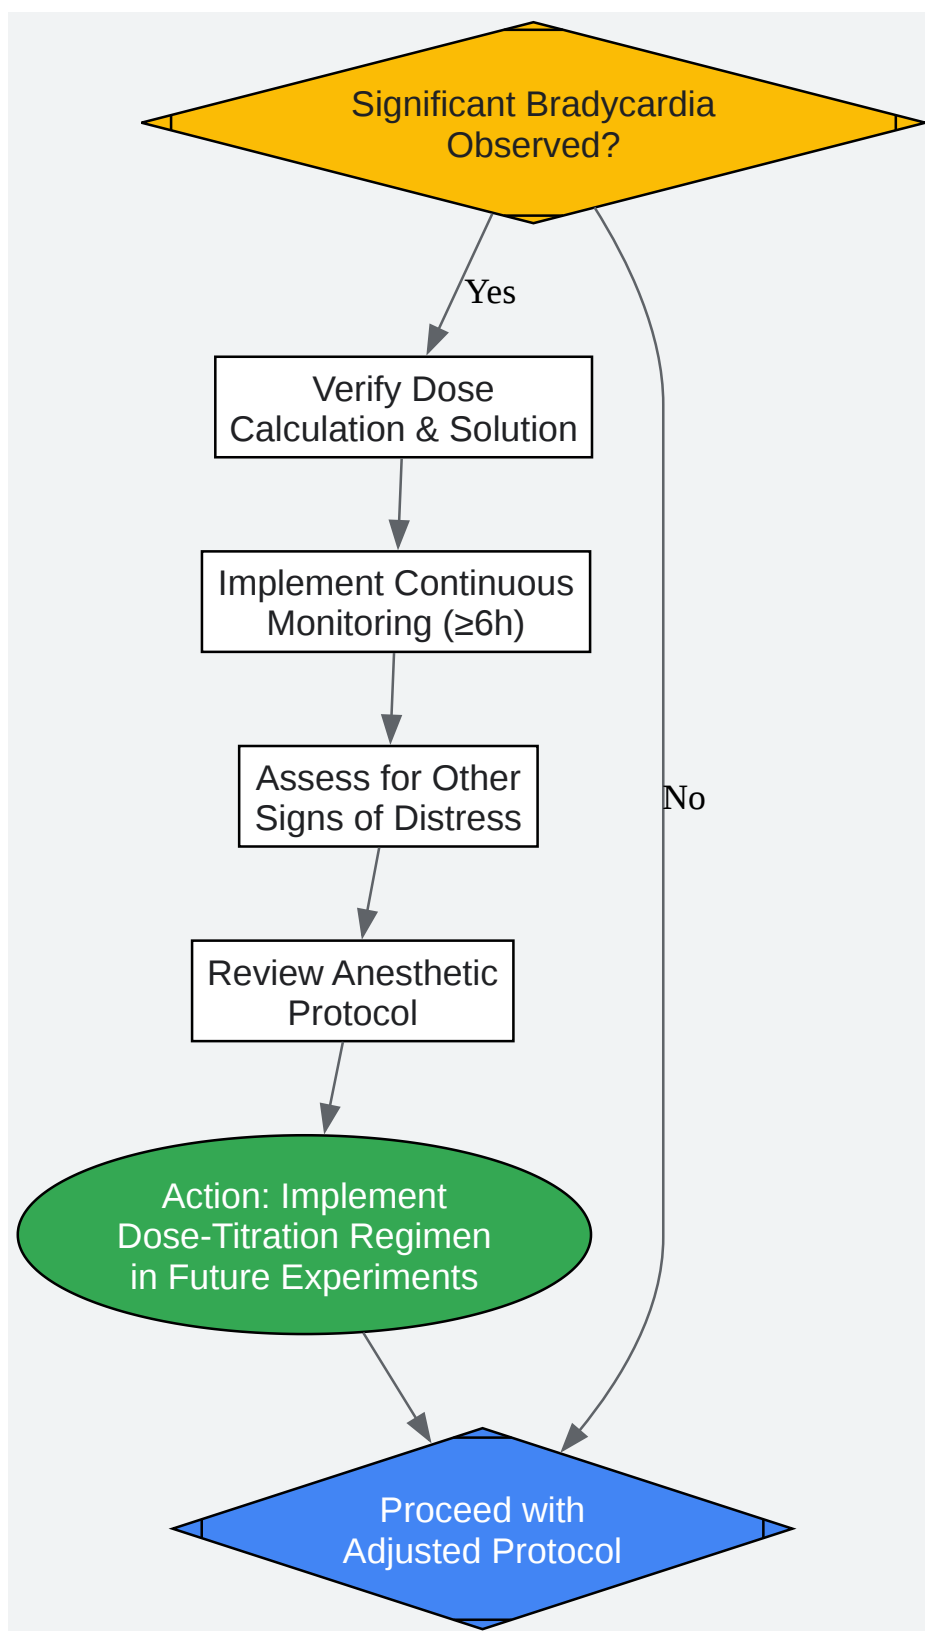 Significant Bradycardia
Observed?
Yes
Verify Dose
Calculation & Solution
Implement Continuous
Monitoring (≥6h)
Assess for Other
Signs of Distress
No
Review Anesthetic
Protocol
Action: Implement
Dose-Titration Regimen
in Future Experiments
Proceed with
Adjusted Protocol